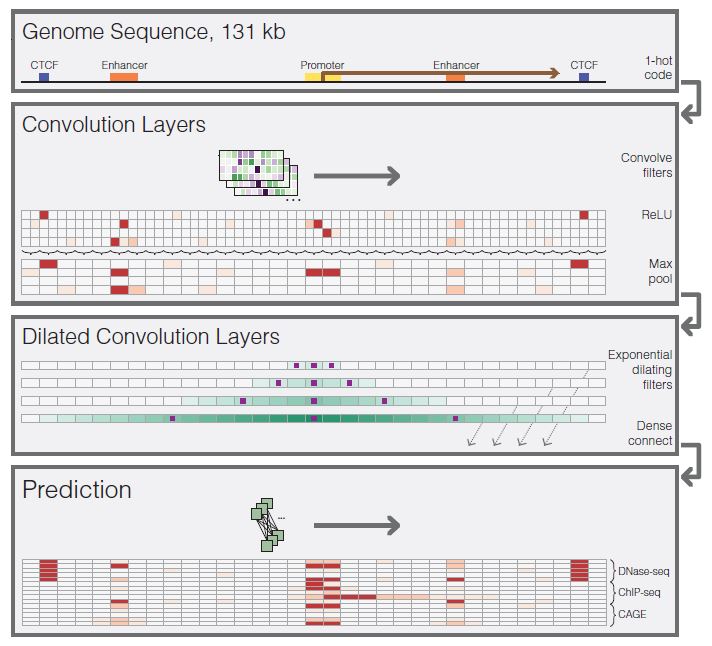 Genome Sequence, 131 kb
CTCF
Enhancer
Promoter
Enhancer
CTCF
1-hot
code
Convolution Layers
Convolve
filters
...
ReLU
Max
pool
Dilated Convolution Layers
Exponential
dilating
filters
Dense
connect
Prediction
...
DNase-seq
ChIP-seq
CAGE